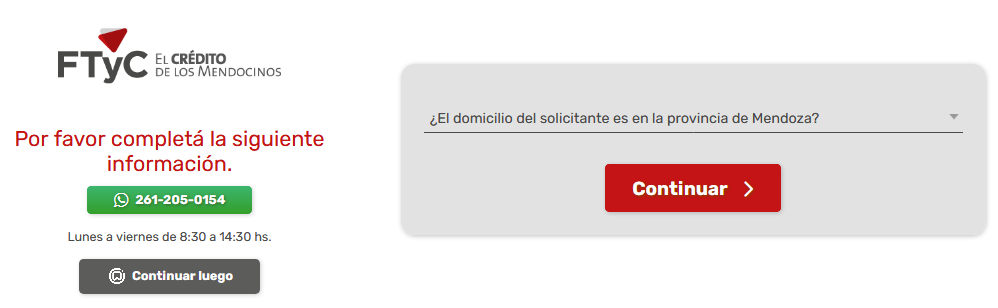 FTyC
EL CRÉDITO
DE LOS MENDOCINOS
Por favor completá la siguiente
información.
261-205-0154
Lunes a viernes de 8:30 a 14:30 hs.
Continuar luego
¿El domicilio del solicitante es en la provincia de Mendoza?
Continuar